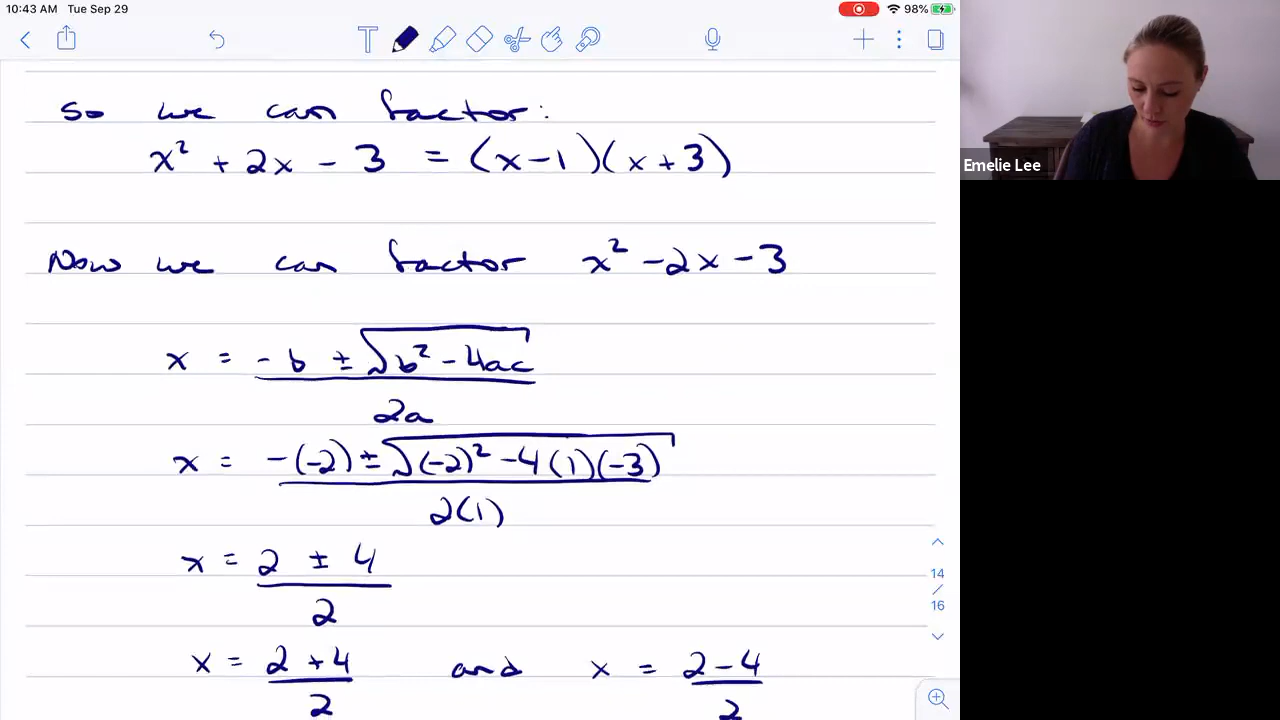 10:43 AM Tue Sep 29
98%
T
So we can factor:
x² + 2x - 3 = (x-1)(x+3)
Now we can factor x² - 2x - 3
x = -b ± √b² - 4ac
2a
x = -(-2) ± √(-2)² - 4(1)(-3)
2(1)
x = 2 ± 4
2
x = 2 + 4 and x = 2 - 4
2 2
14
/
16
Emelie Lee